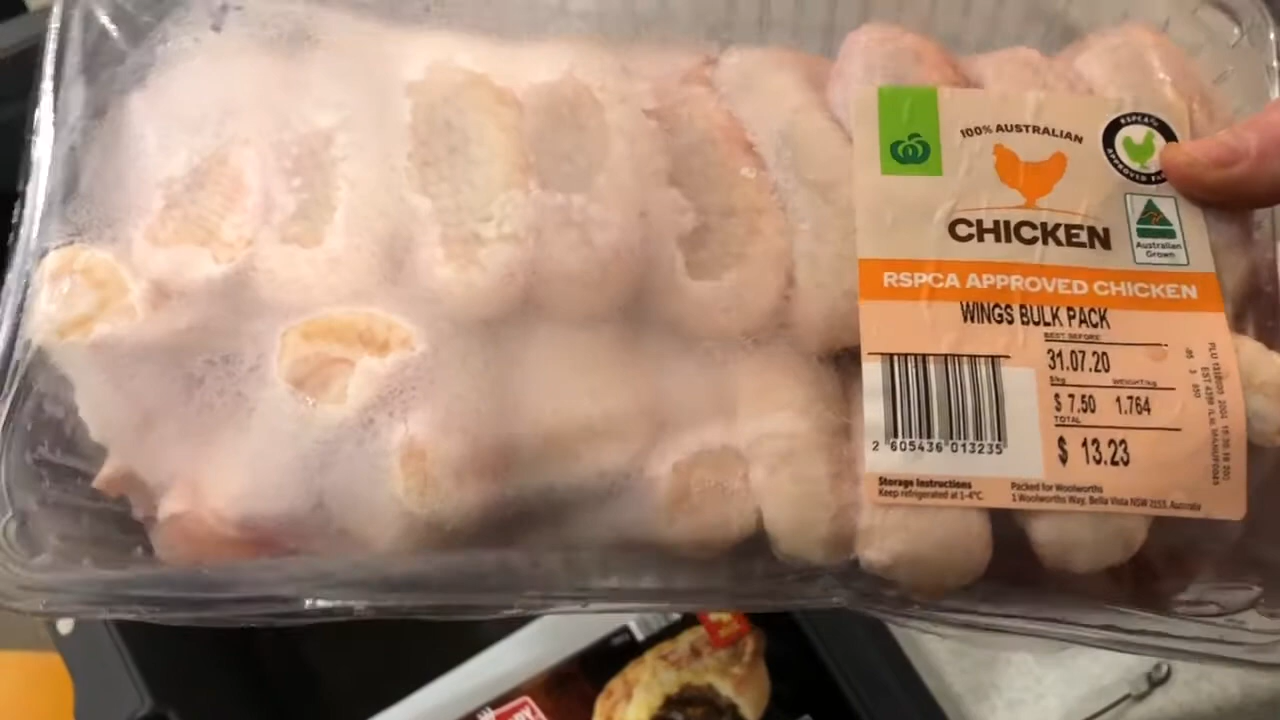 100% AUSTRALIAN
RSPCA
APPROVED
CHICKEN
Australian
Grown
RSPCA APPROVED CHICKEN
WINGS BULK PACK
BEST BEFORE
31.07.20
$/kg WEIGHT/kg
$ 7.50 1.764
TOTAL
$ 13.23
2 605436 013235
Storage Instructions
Keep refrigerated at 1-4°C.
Packed for Woolworths
1 Woolworths Way, Bella Vista NSW 2153, Australia